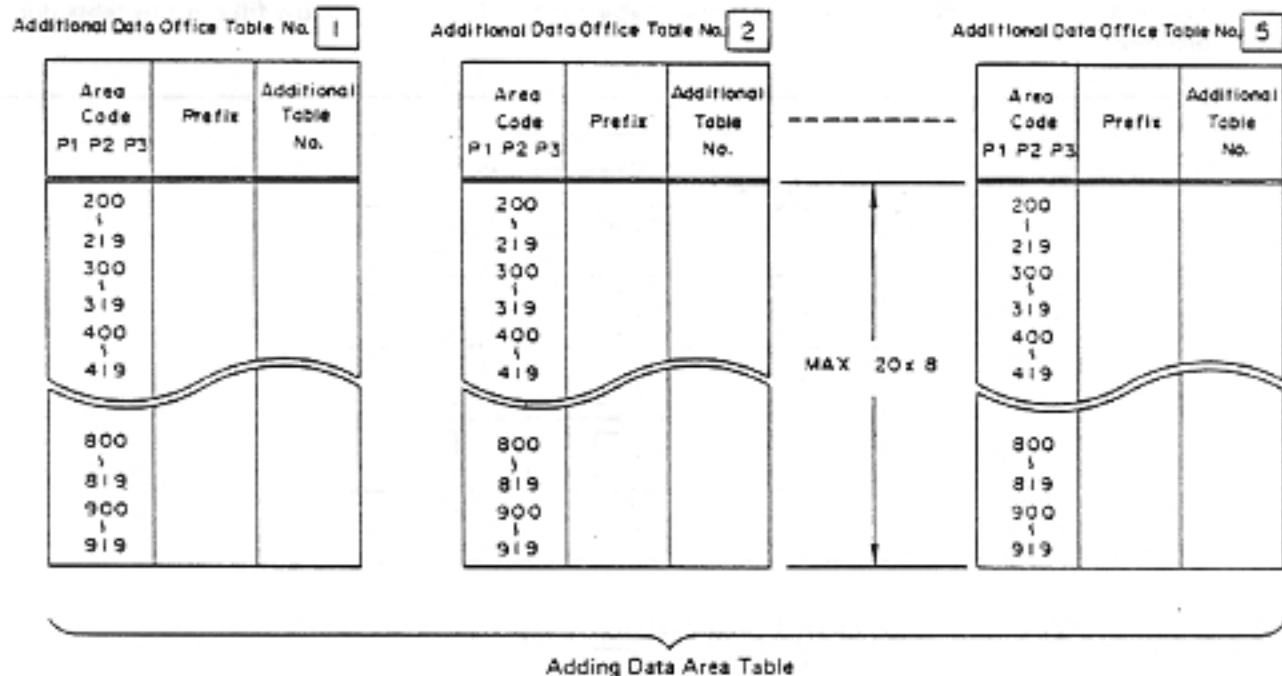 Additional Data Office Table No. 1
Area Code P1 P2 P3
Prefix
Additional Table No.
200
219
300
319
400
419
800
819
900
919
Additional Data Office Table No. 2
Area Code P1 P2 P3
Prefix
Additional Table No.
200
219
300
319
400
419
800
819
900
919
MAX 20x8
Additional Data Office Table No. 5
Area Code P1 P2 P3
Prefix
Additional Table No.
200
219
300
319
400
419
800
819
900
919
Adding Data Area Table